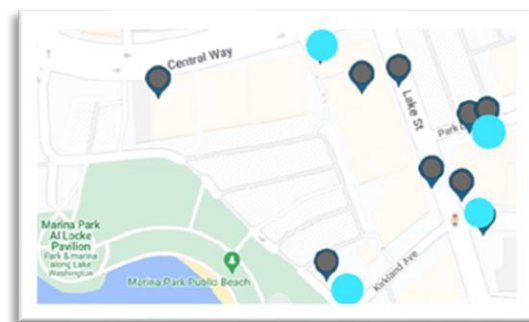 Central Way
Lake St
Park
Marina Park
Al Locke
Pavilion
Park & marina
along Lake
Washington
Marina Park Public Beach
Kirkland Ave